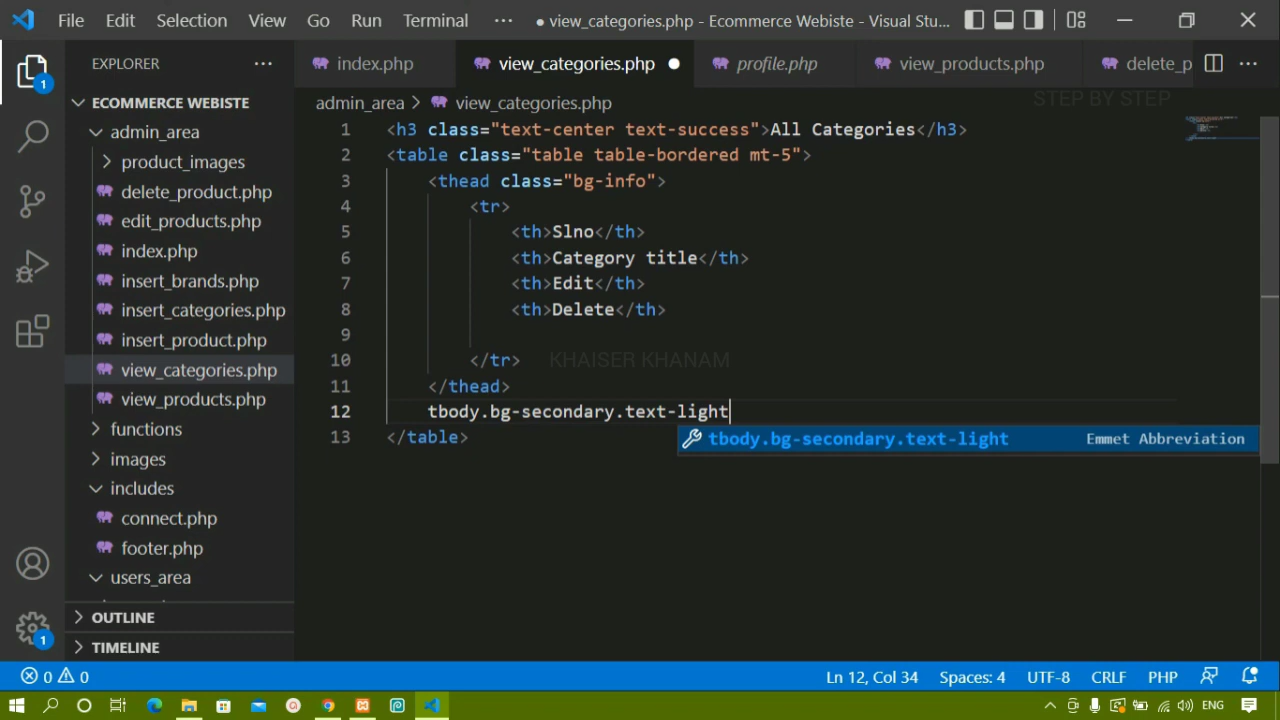 File Edit Selection View Go Run Terminal ··· ● view_categories.php - Ecommerce Webiste - Visual Stu...
EXPLORER ···
index.php view_categories.php ● profile.php view_products.php delete_p ···
ECOMMERCE WEBISTE
admin_area
product_images
delete_product.php
edit_products.php
index.php
insert_brands.php
insert_categories.php
insert_product.php
view_categories.php
view_products.php
functions
images
includes
connect.php
footer.php
users_area
OUTLINE
TIMELINE
1
1
admin_area > view_categories.php
STEP BY STEP
1 <h3 class="text-center text-success">All Categories</h3>
2 <table class="table table-bordered mt-5">
3 <thead class="bg-info">
4 <tr>
5 <th>Slno</th>
6 <th>Category title</th>
7 <th>Edit</th>
8 <th>Delete</th>
9
10 </tr>
KHAISER KHANAM
11 </thead>
12 tbody.bg-secondary.text-light
13 </table>
tbody.bg-secondary.text-light Emmet Abbreviation
0 0 Ln 12, Col 34 Spaces: 4 UTF-8 CRLF PHP
ENG